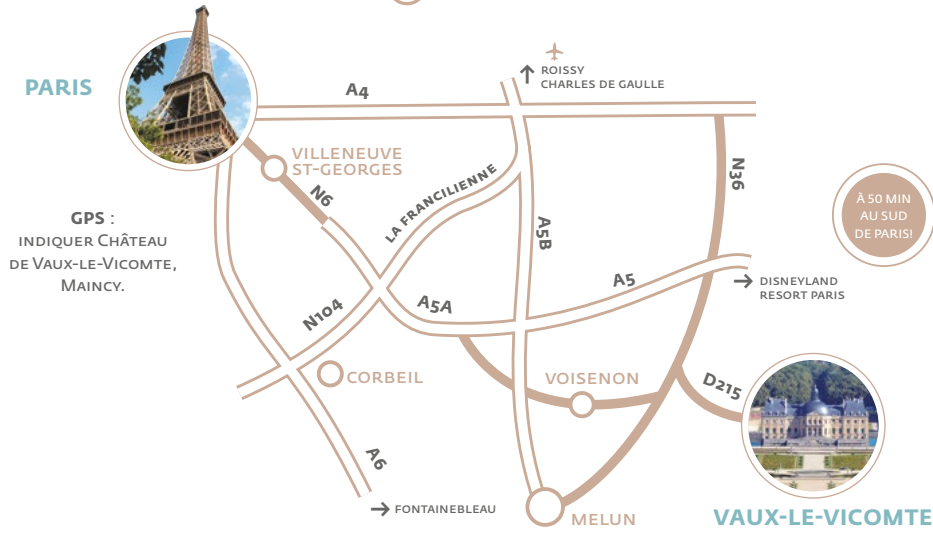 PARIS
A4
ROISSY
CHARLES DE GAULLE
VILLENEUVE
ST-GEORGES
N6
LA FRANCILIENNE
N36
À 50 MIN
AU SUD
DE PARIS!
GPS :
INDIQUER CHÂTEAU
DE VAUX-LE-VICOMTE,
MAINCY.
A5B
A5
DISNEYLAND
RESORT PARIS
N104
A5A
CORBEIL
VOISENON
D215
A6
FONTAINEBLEAU
MELUN
VAUX-LE-VICOMTE